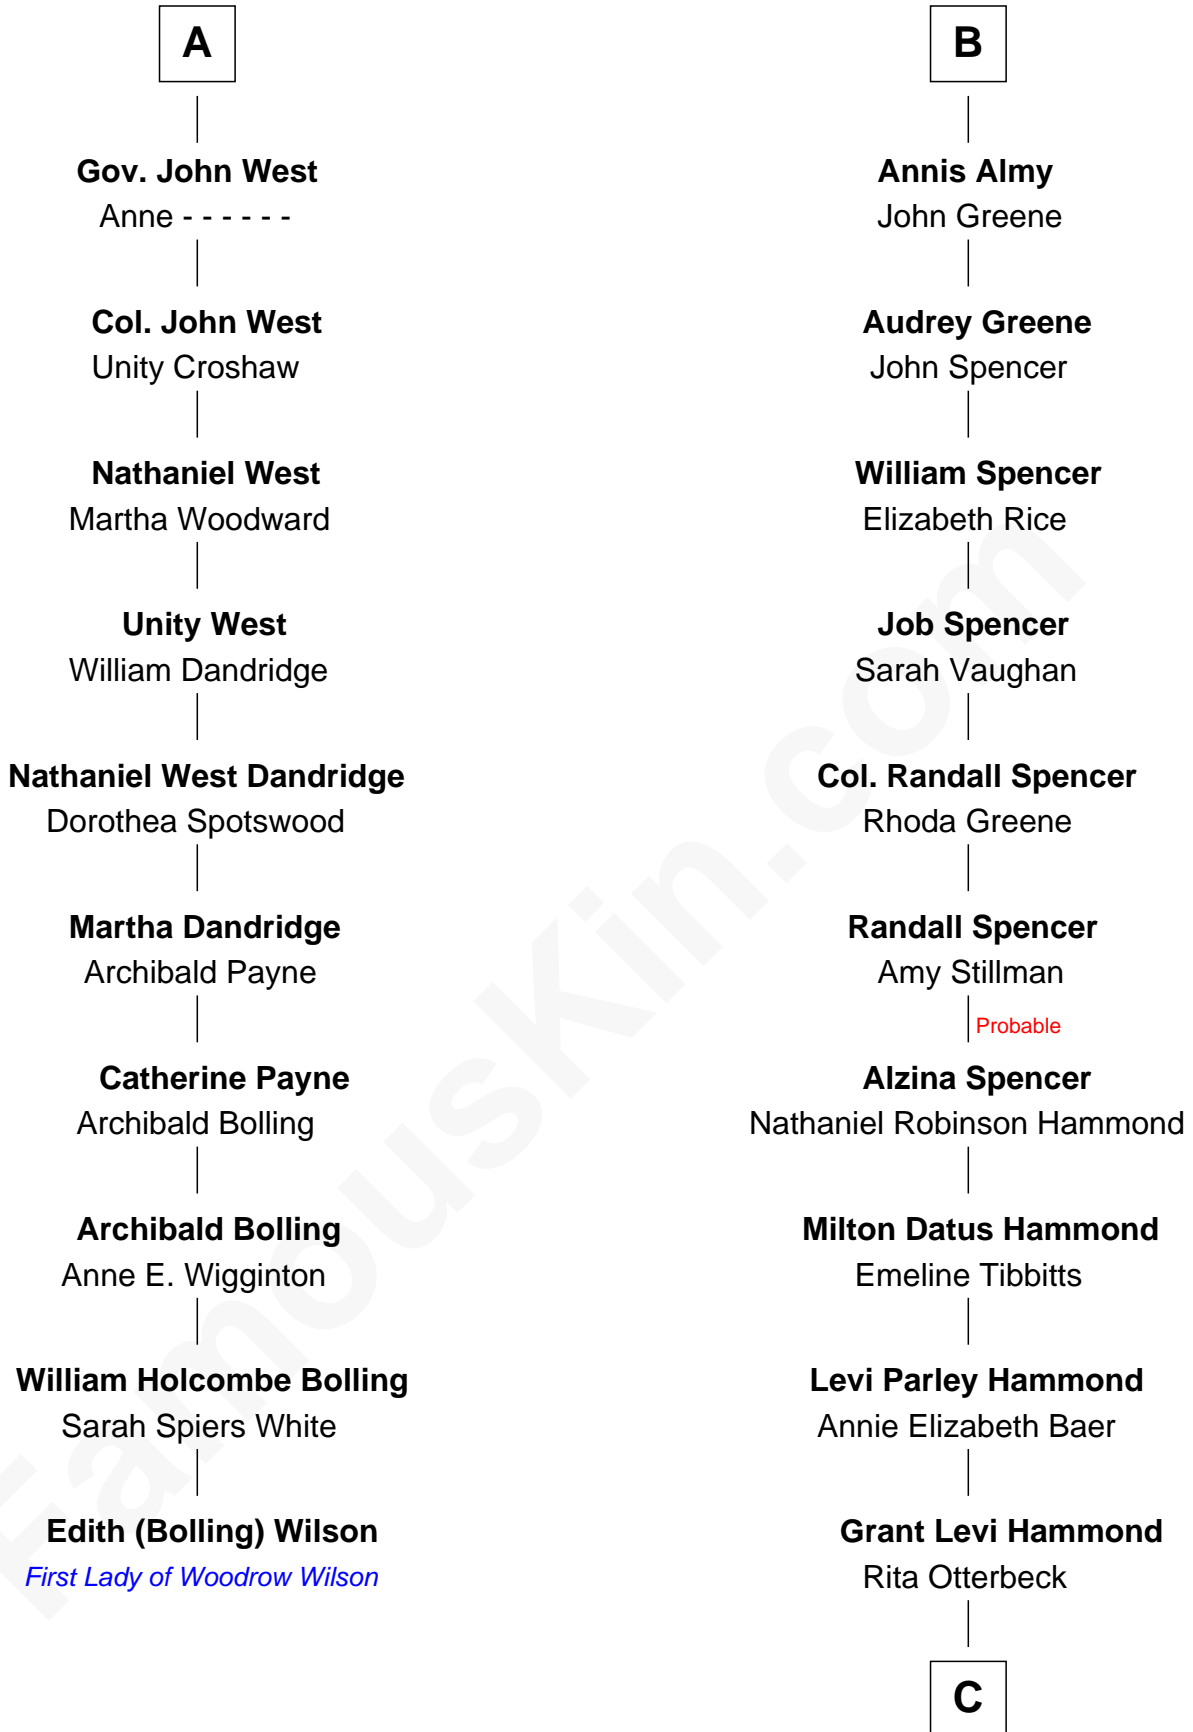 A
Gov. John West
Anne - - - - - -
Col. John West
Unity Croshaw
Nathaniel West
Martha Woodward
Unity West
William Dandridge
Nathaniel West Dandridge
Dorothea Spotswood
Martha Dandridge
Archibald Payne
Catherine Payne
Archibald Bolling
Archibald Bolling
Anne E. Wigginton
William Holcombe Bolling
Sarah Spiers White
Edith (Bolling) Wilson
First Lady of Woodrow Wilson
B
Annis Almy
John Greene
Audrey Greene
John Spencer
William Spencer
Elizabeth Rice
Job Spencer
Sarah Vaughan
Col. Randall Spencer
Rhoda Greene
Randall Spencer
Amy Stillman
Probable
Alzina Spencer
Nathaniel Robinson Hammond
Milton Datus Hammond
Emeline Tibbitts
Levi Parley Hammond
Annie Elizabeth Baer
Grant Levi Hammond
Rita Otterbeck
C
FamousKin.com